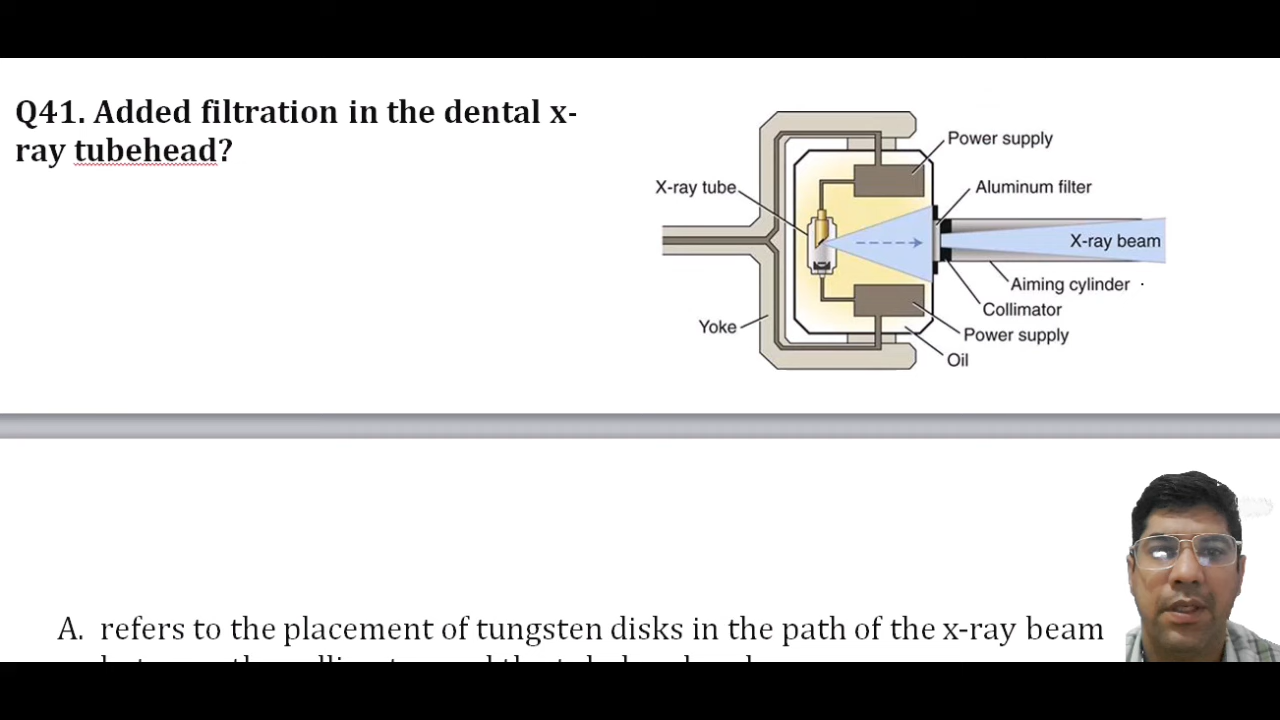 Q41. Added filtration in the dental x-
ray tubehead?
Power supply
X-ray tube
Aluminum filter
X-ray beam
Aiming cylinder
Collimator
Yoke
Power supply
Oil
A. refers to the placement of tungsten disks in the path of the x-ray beam